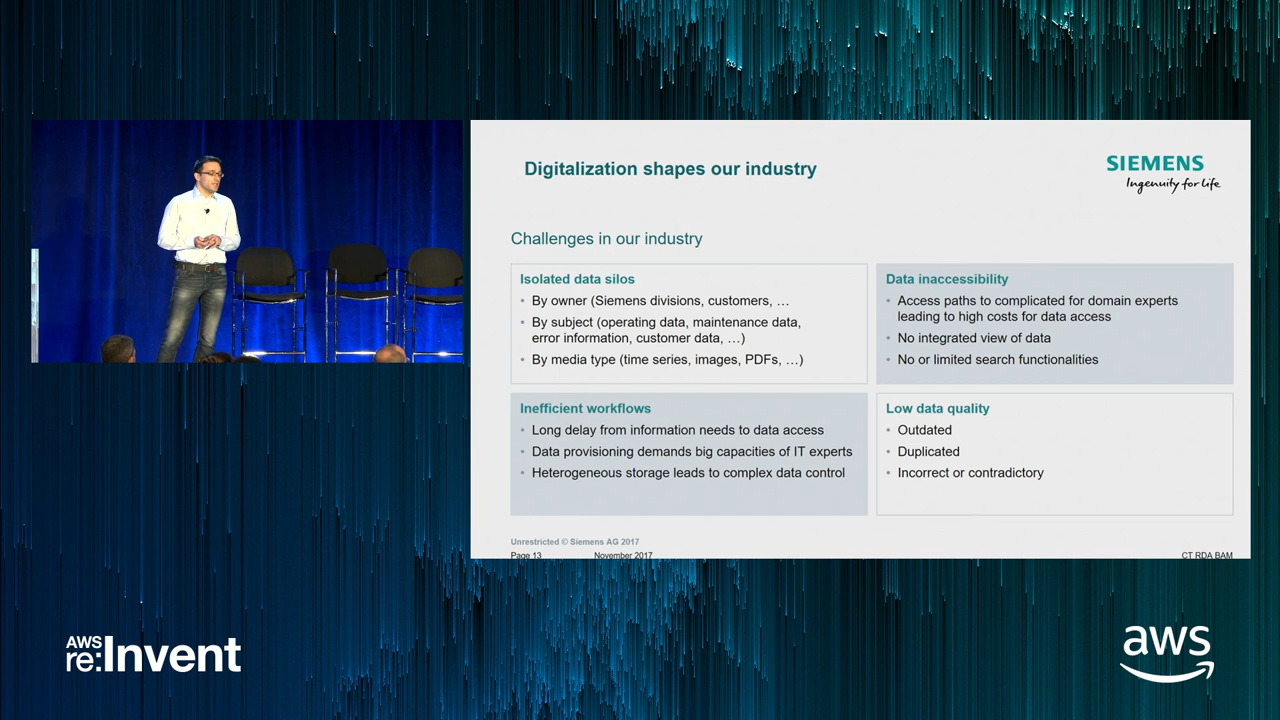 Digitalization shapes our industry
SIEMENS
Ingenuity for life
Challenges in our industry
Isolated data silos
• By owner (Siemens divisions, customers, …
• By subject (operating data, maintenance data,
error information, customer data, …)
• By media type (time series, images, PDFs, …)
Data inaccessibility
• Access paths to complicated for domain experts
leading to high costs for data access
• No integrated view of data
• No or limited search functionalities
Inefficient workflows
• Long delay from information needs to data access
• Data provisioning demands big capacities of IT experts
• Heterogeneous storage leads to complex data control
Low data quality
• Outdated
• Duplicated
• Incorrect or contradictory
Unrestricted © Siemens AG 2017
Page 13 November 2017 CT RDA BAM
AWS
re:Invent
aws